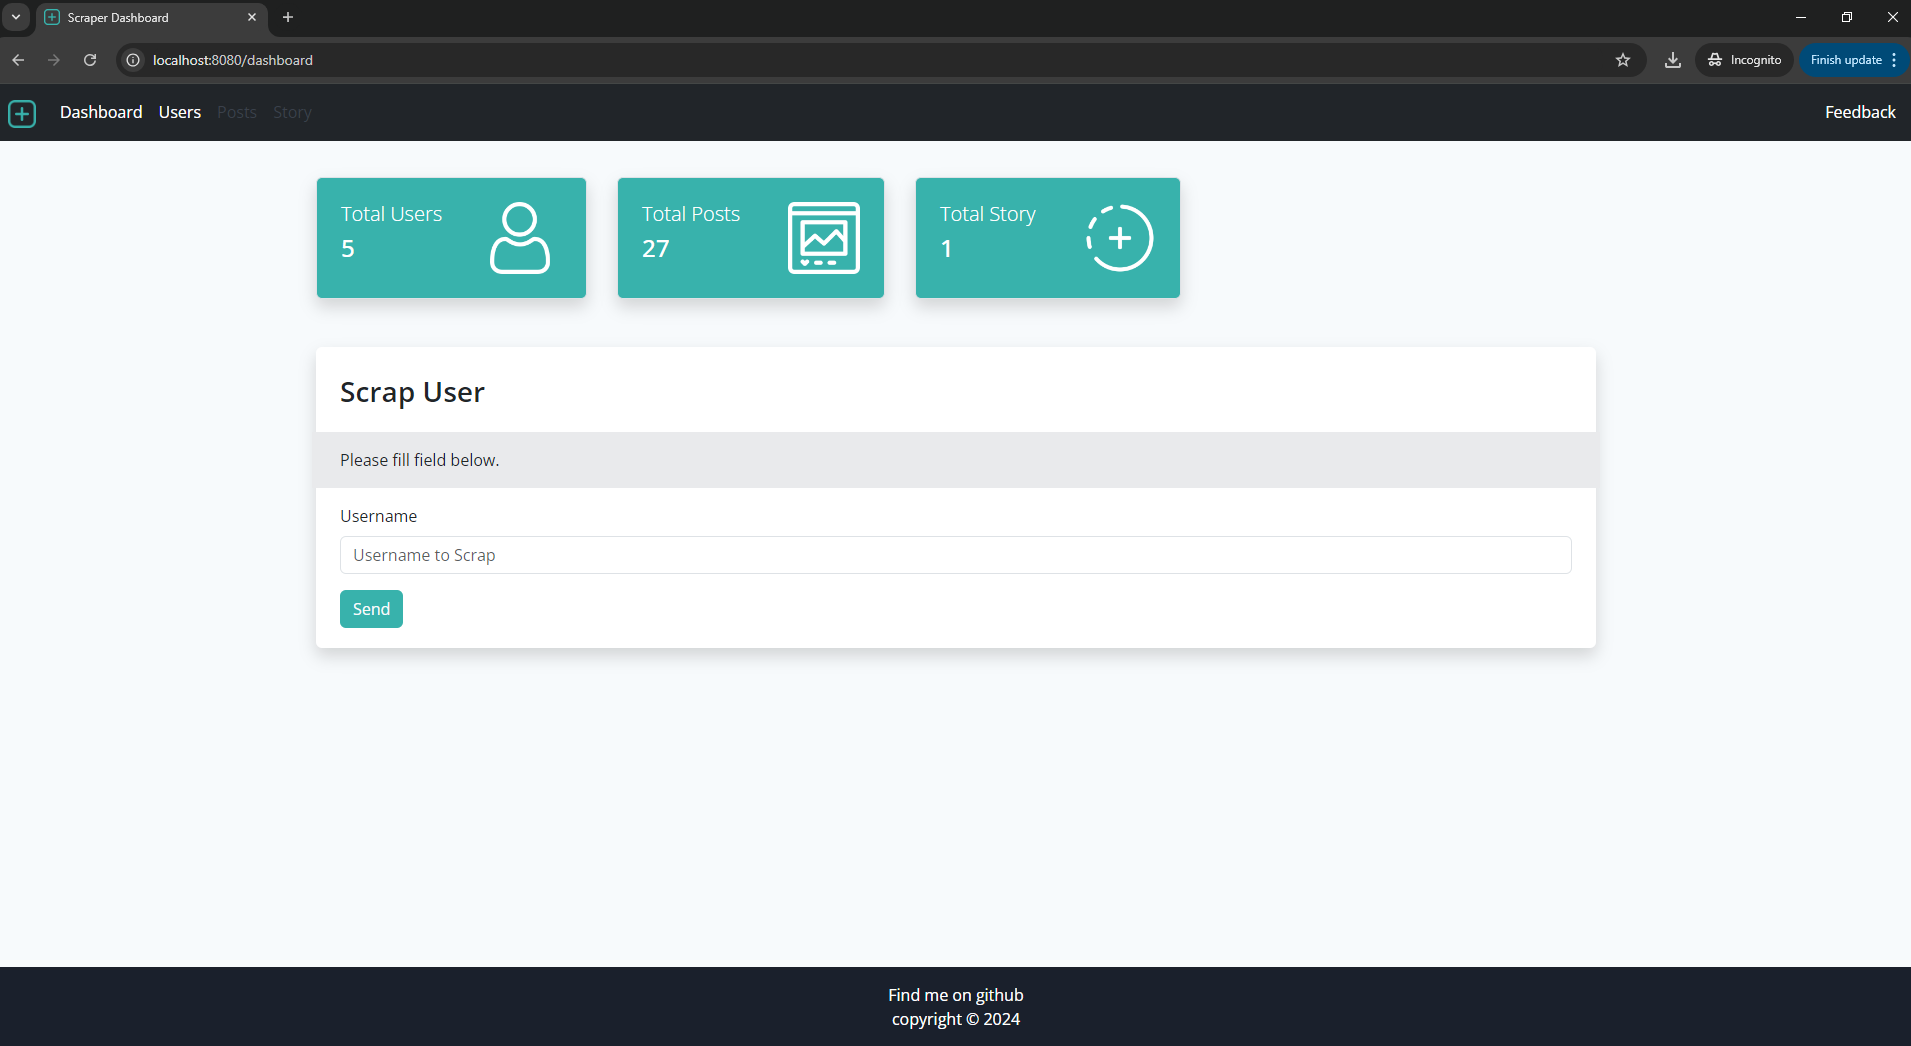 Scraper Dashboard
localhost:8080/dashboard
Incognito
Finish update
Dashboard Users Posts Story
Feedback
Total Users
5
Total Posts
27
Total Story
1
Scrap User
Please fill field below.
Username
Username to Scrap
Send
Find me on github
copyright © 2024